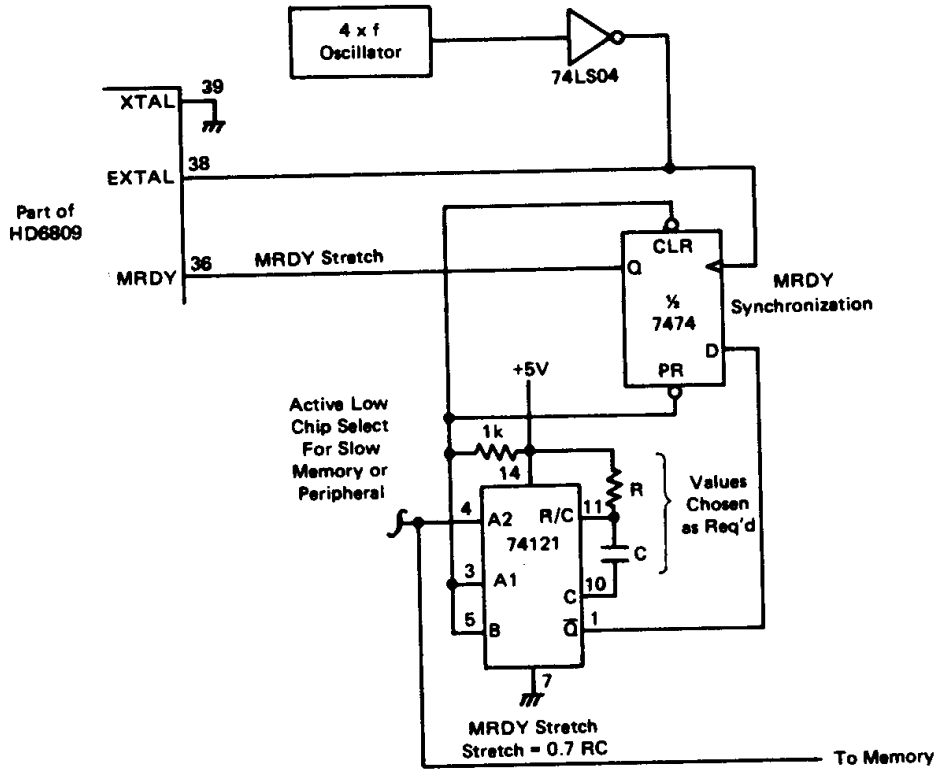 4 x f
Oscillator
74LS04
39
XTAL
38
EXTAL
Part of
HD6809
CLR
36
MRDY Stretch
MRDY
Q
MRDY
Synchronization
½
7474
D
PR
+5V
Active Low
Chip Select
For Slow
Memory or
Peripheral
1k
14
R
Values
Chosen
as Req'd
4
A2
R/C
11
74121
C
3
A1
10
C
5
B
Q̅
1
7
MRDY Stretch
Stretch = 0.7 RC
To Memory